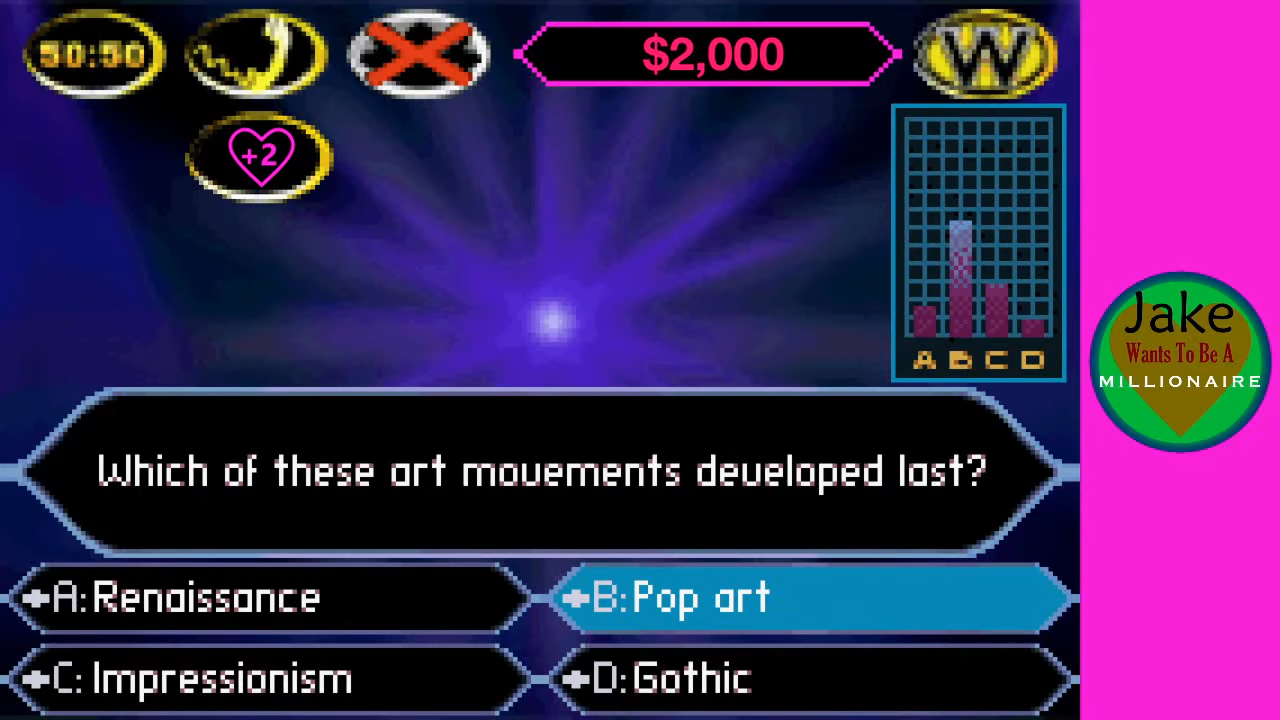 50:50
$2,000
W
+2
A B C D
Jake
Wants To Be A
MILLIONAIRE
Which of these art movements developed last?
A: Renaissance
B: Pop art
C: Impressionism
D: Gothic